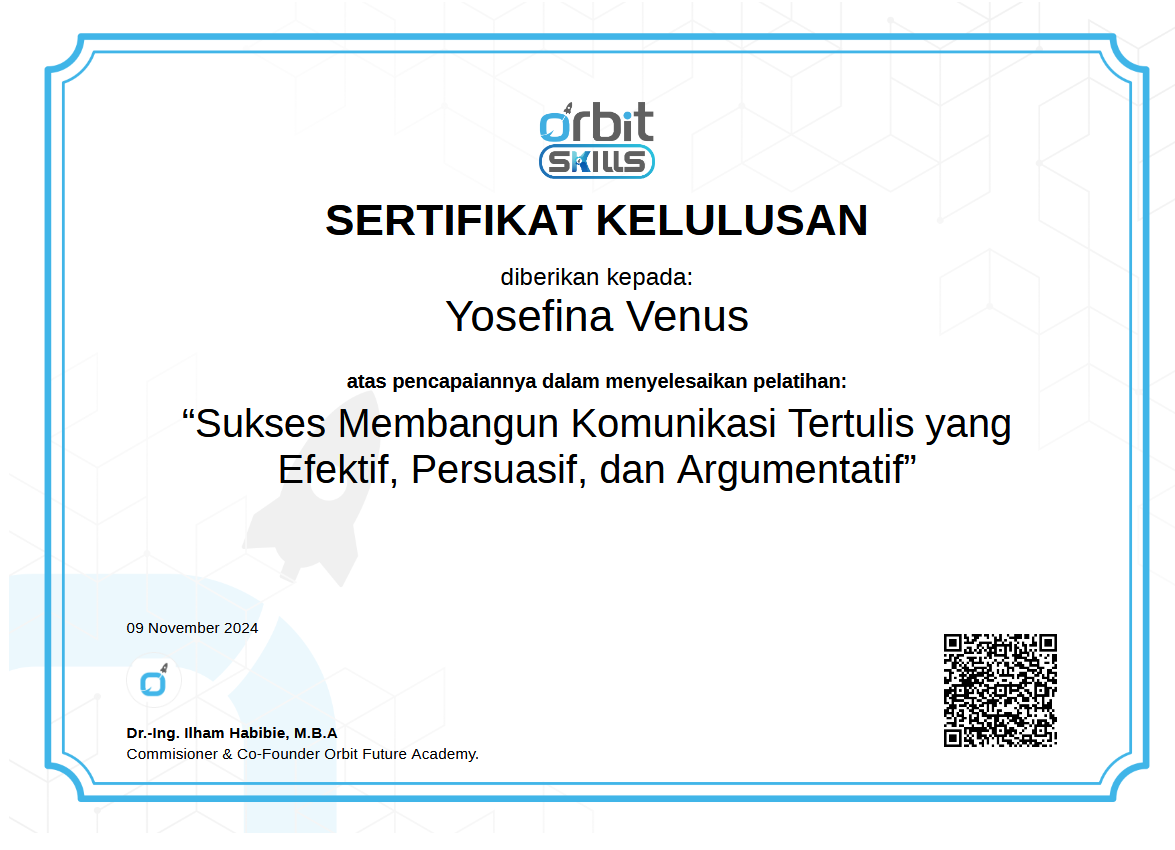 orbit
SKILLS
SERTIFIKAT KELULUSAN
diberikan kepada:
Yosefina Venus
atas pencapaiannya dalam menyelesaikan pelatihan:
“Sukses Membangun Komunikasi Tertulis yang
Efektif, Persuasif, dan Argumentatif”
09 November 2024
Dr.-Ing. Ilham Habibie, M.B.A
Commisioner & Co-Founder Orbit Future Academy.